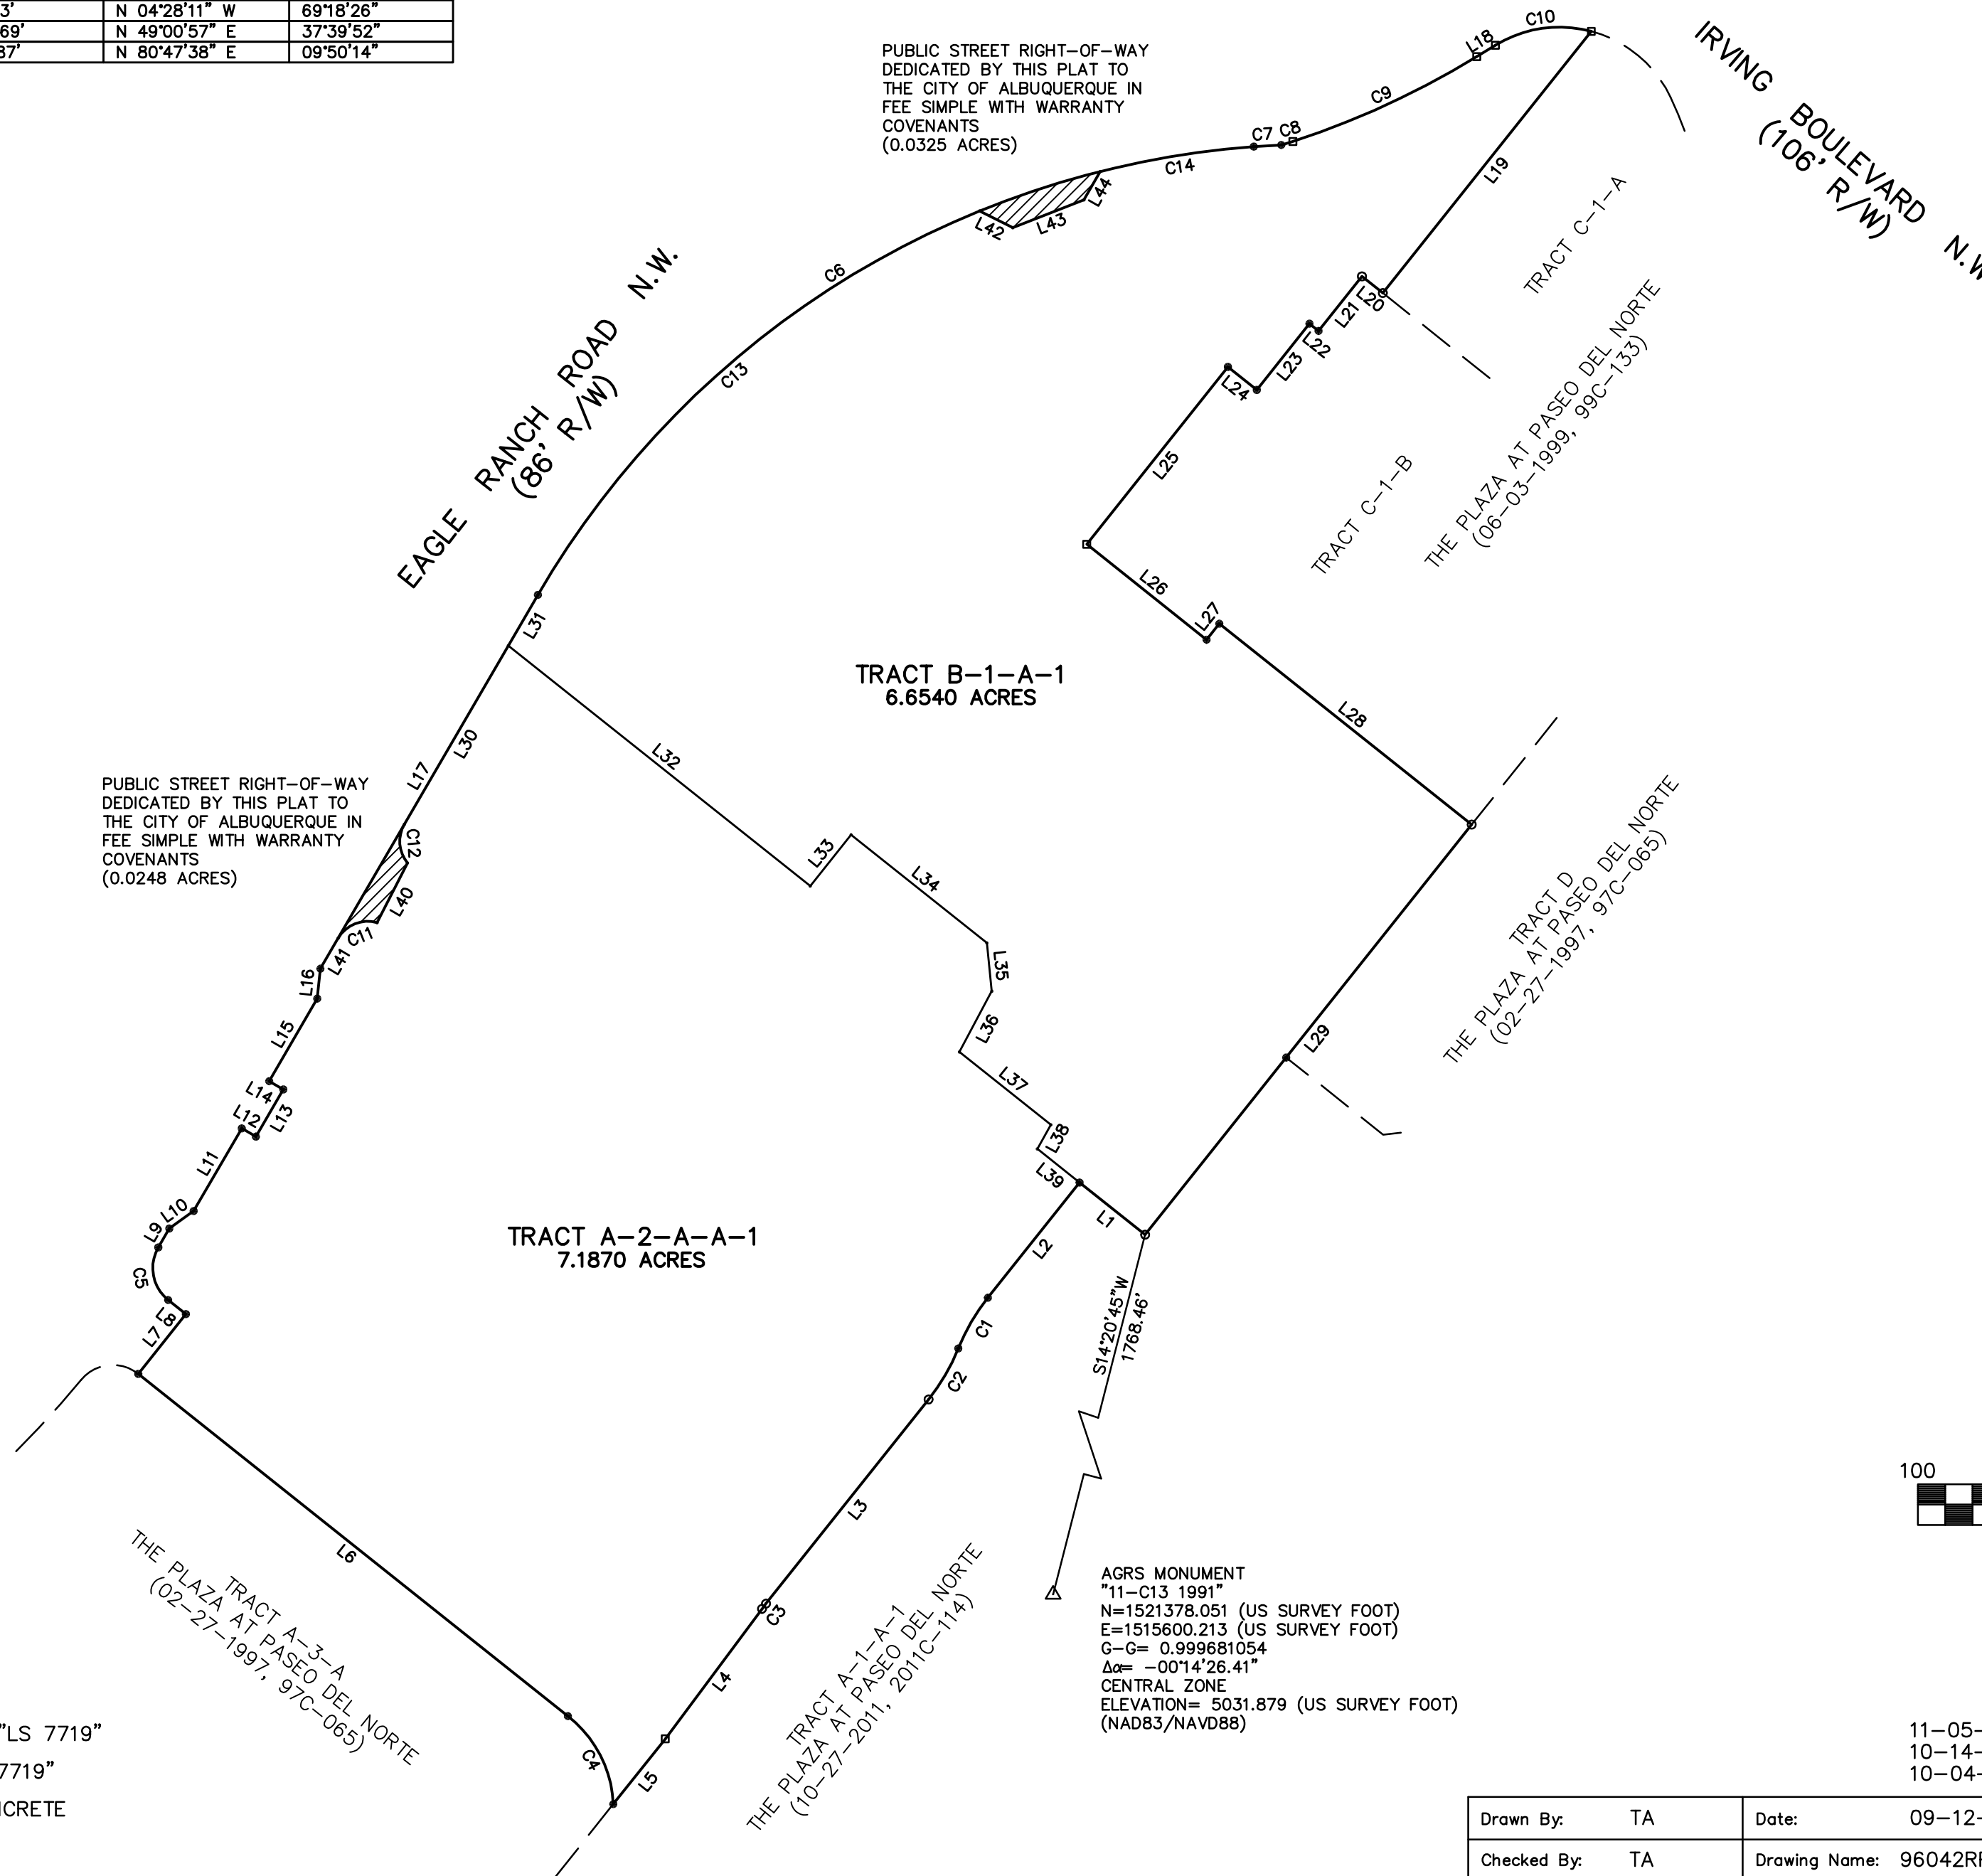 3' N 04°28'11" W 69°18'26"
69' N 49°00'57" E 37°39'52"
37' N 80°47'38" E 09°50'14"
PUBLIC STREET RIGHT-OF-WAY
DEDICATED BY THIS PLAT TO
THE CITY OF ALBUQUERQUE IN
FEE SIMPLE WITH WARRANTY
COVENANTS
(0.0325 ACRES)
C10
L18
C9
C7
C8
C14
L44
L43
L42
C6
C13
L19
L20
L21
L22
L23
L24
L25
L26
L27
L28
L29
IRVING BOULEVARD N.W.
(106' R/W)
TRACT C-1-A
TRACT C-1-B
THE PLAZA AT PASEO DEL NORTE
(06-03-1999, 99C-133)
EAGLE RANCH ROAD N.W.
(86' R/W)
L31
L30
L17
L32
L33
L34
L35
L36
L37
L38
L39
TRACT B-1-A-1
6.6540 ACRES
PUBLIC STREET RIGHT-OF-WAY
DEDICATED BY THIS PLAT TO
THE CITY OF ALBUQUERQUE IN
FEE SIMPLE WITH WARRANTY
COVENANTS
(0.0248 ACRES)
C12
L40
C11
L41
L16
L15
L14
L13
L12
L11
L10
L9
C5
L8
L7
TRACT D
THE PLAZA AT PASEO DEL NORTE
(02-27-1997, 97C-065)
TRACT A-2-A-A-1
7.1870 ACRES
L1
L2
C1
C2
L3
C3
L4
L5
C4
L6
S14°20'45"W
1768.46'
TRACT A-3-A
THE PLAZA AT PASEO DEL NORTE
(02-27-1997, 97C-065)
TRACT A-1-A-1
THE PLAZA AT PASEO DEL NORTE
(10-27-2011, 2011C-114)
AGRS MONUMENT
"11-C13 1991"
N=1521378.051 (US SURVEY FOOT)
E=1515600.213 (US SURVEY FOOT)
G-G= 0.999681054
Δα= -00°14'26.41"
CENTRAL ZONE
ELEVATION= 5031.879 (US SURVEY FOOT)
(NAD83/NAVD88)
100
"LS 7719"
7719"
NCRETE
11-05-
10-14-
10-04-
Drawn By: TA Date: 09-12-
Checked By: TA Drawing Name: 96042R